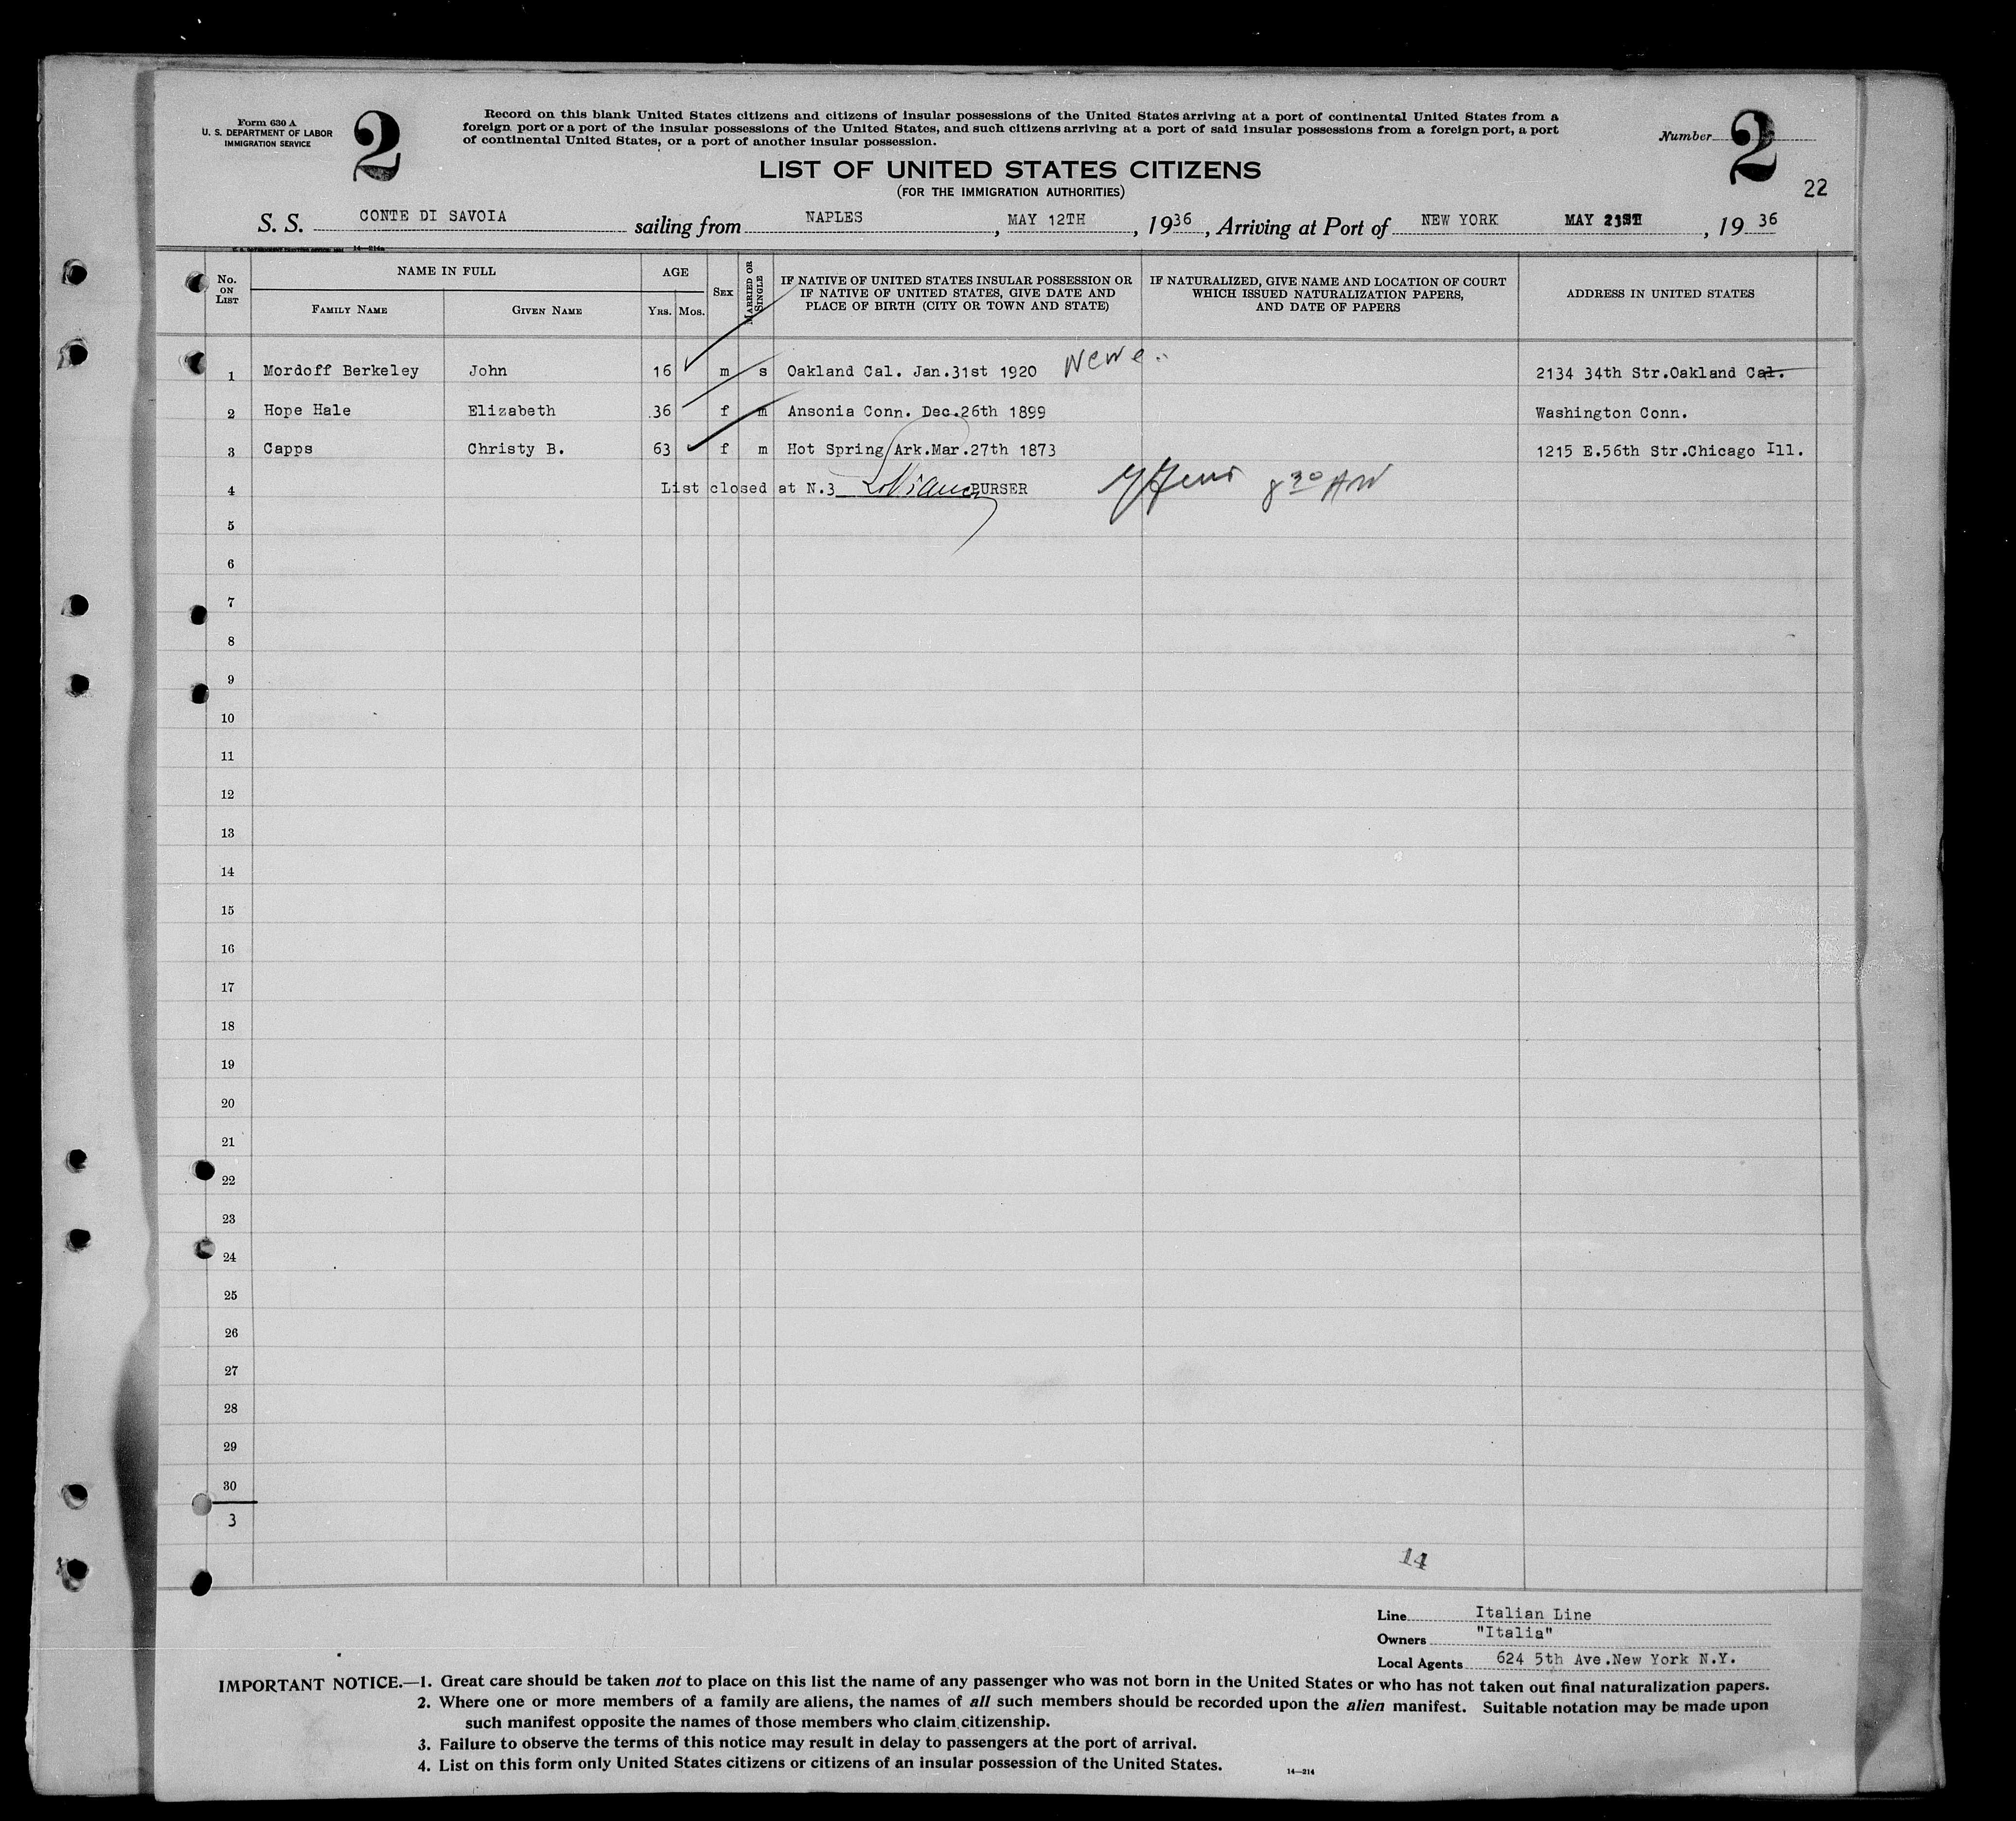 Form 630 A
U. S. DEPARTMENT OF LABOR
IMMIGRATION SERVICE
2
Record on this blank United States citizens and citizens of insular possessions of the United States arriving at a port of continental United States from a
foreign port or a port of the insular possessions of the United States, and such citizens arriving at a port of said insular possessions from a foreign port, a port
of continental United States, or a port of another insular possession.
Number 2
22
LIST OF UNITED STATES CITIZENS
(FOR THE IMMIGRATION AUTHORITIES)
S. S. CONTE DI SAVOIA sailing from NAPLES, MAY 12TH, 1936, Arriving at Port of NEW YORK MAY 21ST, 1936
14—214a
No. ON LIST
NAME IN FULL
FAMILY NAME
GIVEN NAME
AGE
YRS. MOS.
SEX
MARRIED OR SINGLE
IF NATIVE OF UNITED STATES INSULAR POSSESSION OR
IF NATIVE OF UNITED STATES, GIVE DATE AND
PLACE OF BIRTH (CITY OR TOWN AND STATE)
IF NATURALIZED, GIVE NAME AND LOCATION OF COURT
WHICH ISSUED NATURALIZATION PAPERS,
AND DATE OF PAPERS
ADDRESS IN UNITED STATES
1 Mordoff Berkeley John 16 m s Oakland Cal. Jan.31st 1920 2134 34th Str.Oakland Cal.
2 Hope Hale Elizabeth 36 f m Ansonia Conn. Dec.26th 1899 Washington Conn.
3 Capps Christy B. 63 f m Hot Spring Ark.Mar.27th 1873 1215 E.56th Str.Chicago Ill.
4 List closed at N.3 PURSER 8 30 AM
5
6
7
8
9
10
11
12
13
14
15
16
17
18
19
20
21
22
23
24
25
26
27
28
29
30
3
14
Line Italian Line
Owners "Italia"
Local Agents 624 5th Ave.New York N.Y.
IMPORTANT NOTICE.—1. Great care should be taken not to place on this list the name of any passenger who was not born in the United States or who has not taken out final naturalization papers.
2. Where one or more members of a family are aliens, the names of all such members should be recorded upon the alien manifest. Suitable notation may be made upon
such manifest opposite the names of those members who claim citizenship.
3. Failure to observe the terms of this notice may result in delay to passengers at the port of arrival.
4. List on this form only United States citizens or citizens of an insular possession of the United States.
14—214